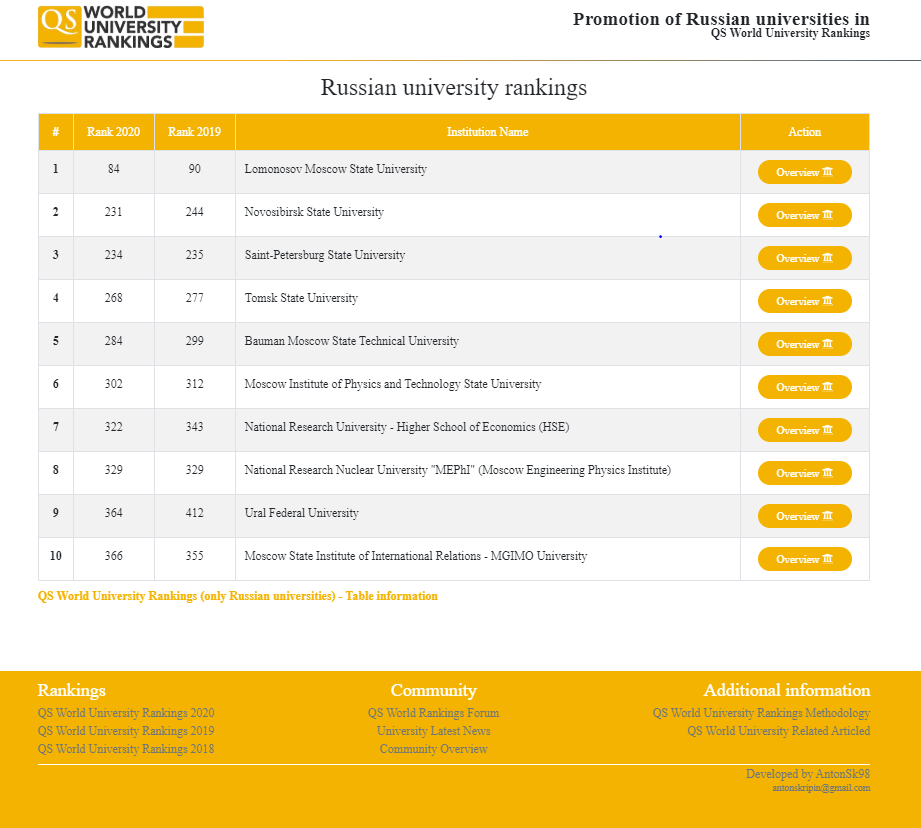 QS WORLD
UNIVERSITY
RANKINGS
Promotion of Russian universities in
QS World University Rankings
Russian university rankings
# Rank 2020 Rank 2019 Institution Name Action
1 84 90 Lomonosov Moscow State University Overview
2 231 244 Novosibirsk State University Overview
3 234 235 Saint-Petersburg State University Overview
4 268 277 Tomsk State University Overview
5 284 299 Bauman Moscow State Technical University Overview
6 302 312 Moscow Institute of Physics and Technology State University Overview
7 322 343 National Research University - Higher School of Economics (HSE) Overview
8 329 329 National Research Nuclear University "MEPhI" (Moscow Engineering Physics Institute) Overview
9 364 412 Ural Federal University Overview
10 366 355 Moscow State Institute of International Relations - MGIMO University Overview
QS World University Rankings (only Russian universities) - Table information
Rankings
QS World University Rankings 2020
QS World University Rankings 2019
QS World University Rankings 2018
Community
QS World Rankings Forum
University Latest News
Community Overview
Additional information
QS World University Rankings Methodology
QS World University Related Articled
Developed by AntonSk98
antonskripin@gmail.com